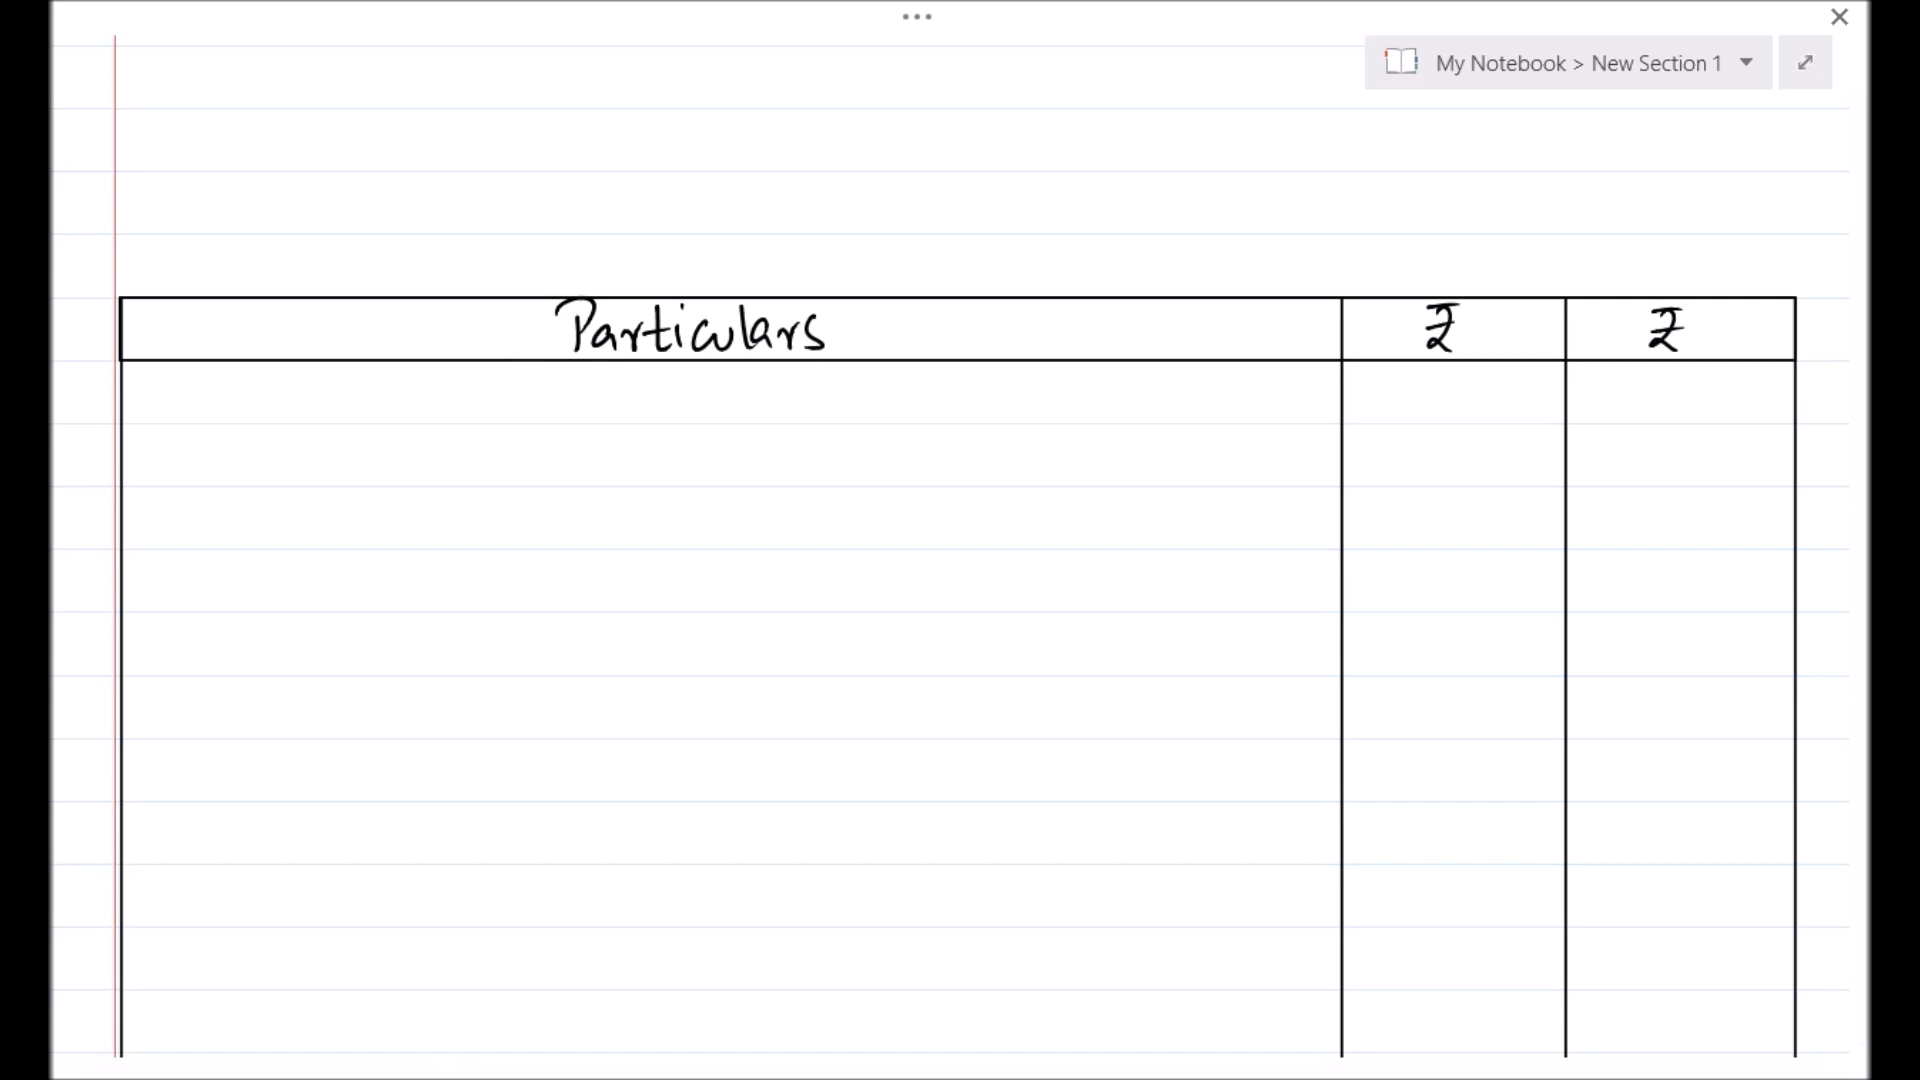 My Notebook > New Section 1
Particulars ₹ ₹